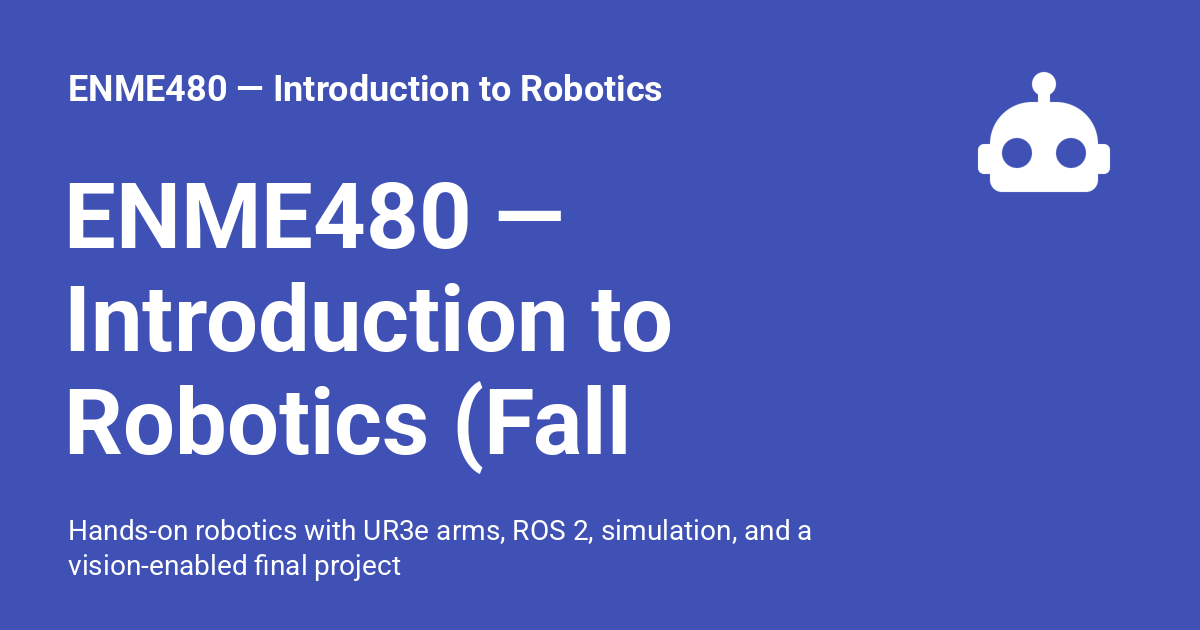 ENME480 — Introduction to Robotics
ENME480 —
Introduction to
Robotics (Fall
Hands-on robotics with UR3e arms, ROS 2, simulation, and a
vision-enabled final project